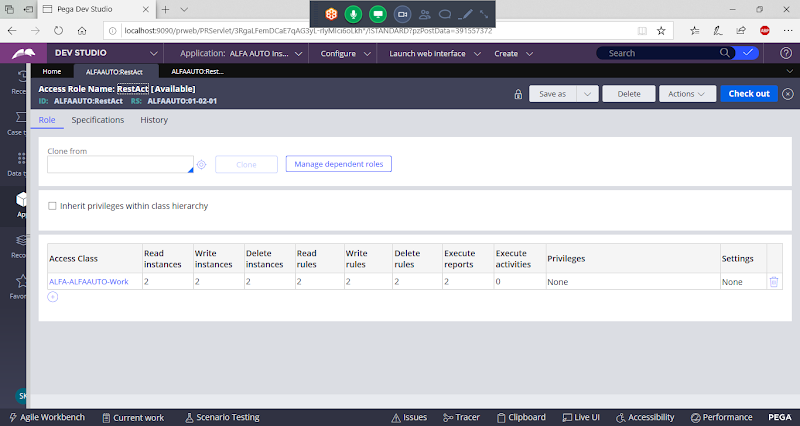 Pega Dev Studio
localhost:9090/prweb/PRServlet/3RgaLFemDCaE7qAG3yL-rlyMIci6oLkh*/!STANDARD?pzPostData=391557372
DEV STUDIO
Application: ALFA AUTO Ins...
Configure
Launch web interface
Create
Search
Home
ALFAAUTO:RestAct
ALFAAUTO:Rest...
Access Role Name: RestAct [Available]
ID: ALFAAUTO:RestAct RS: ALFAAUTO:01-02-01
Save as
Delete
Actions
Check out
Role
Specifications
History
Clone from
Clone
Manage dependent roles
Inherit privileges within class hierarchy
Access Class Read instances Write instances Delete instances Read rules Write rules Delete rules Execute reports Execute activities Privileges Settings
ALFA-ALFAAUTO-Work 2 2 2 2 2 2 2 0 None None
Rece
Case t
Data t
App
Reco
Favor
SK
Agile Workbench
Current work
Scenario Testing
Issues
Tracer
Clipboard
Live UI
Accessibility
Performance
PEGA